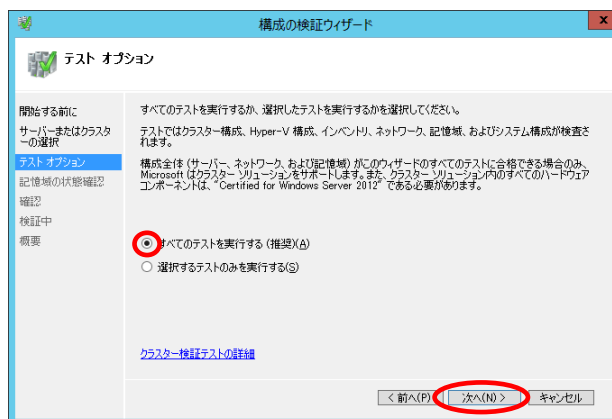 構成の検証ウィザード
x
テスト オプション
開始する前に
サーバーまたはクラスターの選択
テスト オプション
記憶域の状態確認
確認
検証中
概要
すべてのテストを実行するか、選択したテストを実行するかを選択してください。
テストではクラスター構成、Hyper-V 構成、インベントリ、ネットワーク、記憶域、およびシステム構成が検査さ
れます。
構成全体 (サーバー、ネットワーク、および記憶域) がこのウィザードのすべてのテストに合格できる場合のみ、
Microsoft はクラスター ソリューションをサポートします。また、クラスター ソリューション内のすべてのハードウェア
コンポーネントは、"Certified for Windows Server 2012" である必要があります。
すべてのテストを実行する (推奨)(A)
選択するテストのみを実行する(S)
クラスター検証テストの詳細
< 前へ(P)
次へ(N) >
キャンセル